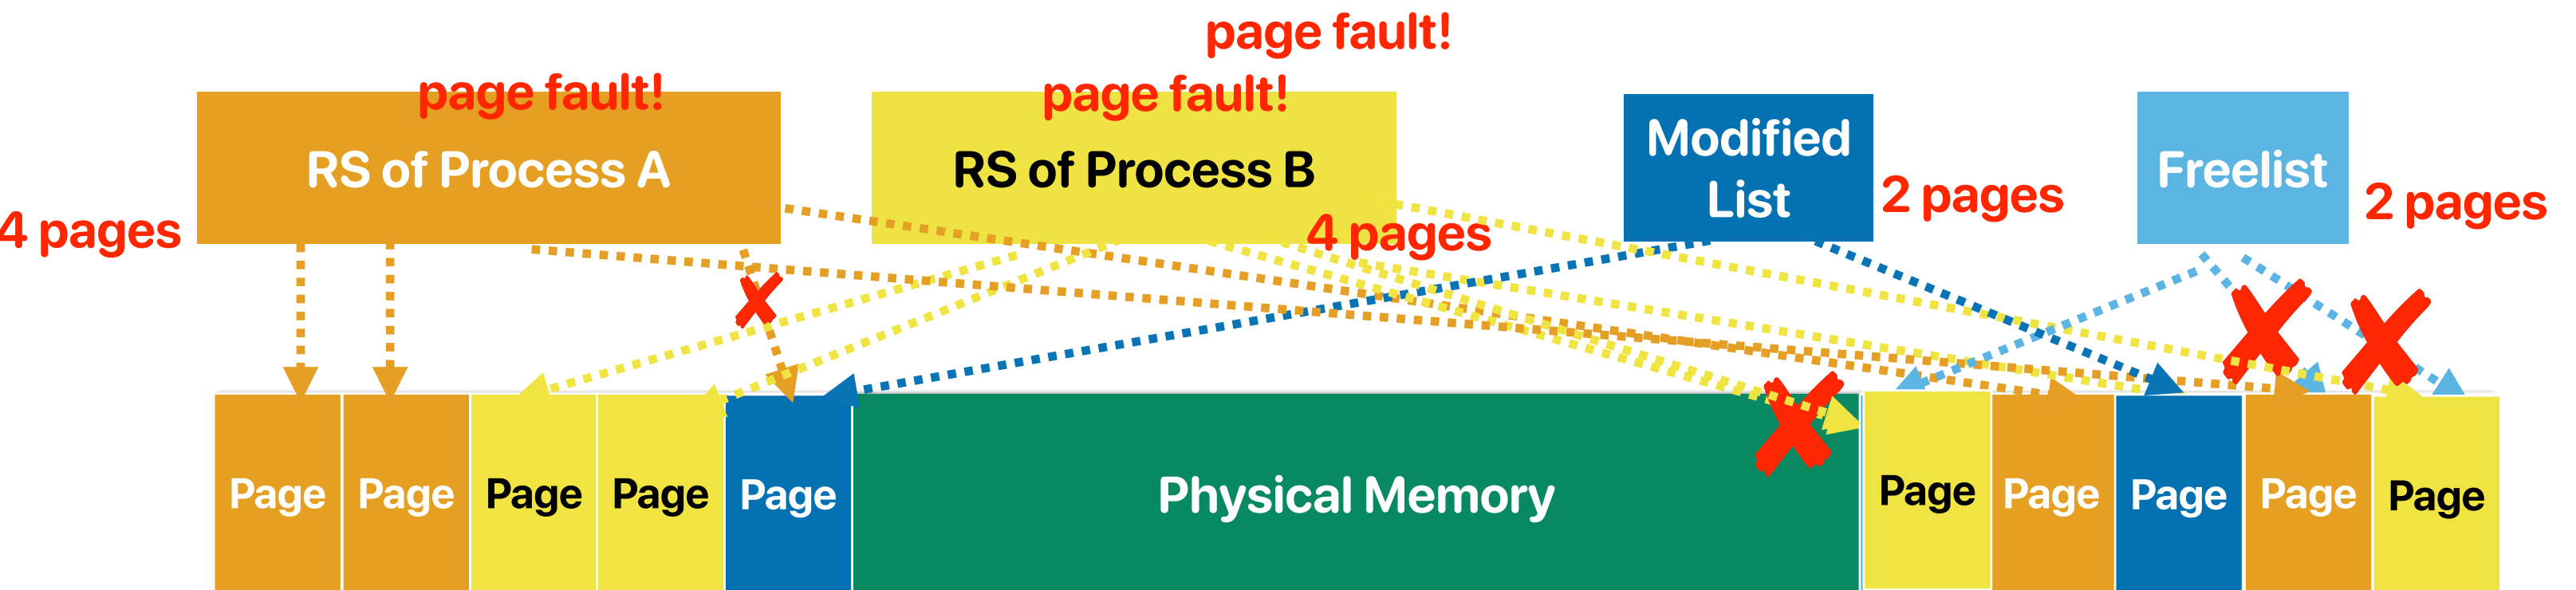 page fault!
page fault!
page fault!
RS of Process A
RS of Process B
Modified
List
Freelist
4 pages
4 pages
2 pages
2 pages
Page
Page
Page
Page
Page
Physical Memory
Page
Page
Page
Page
Page